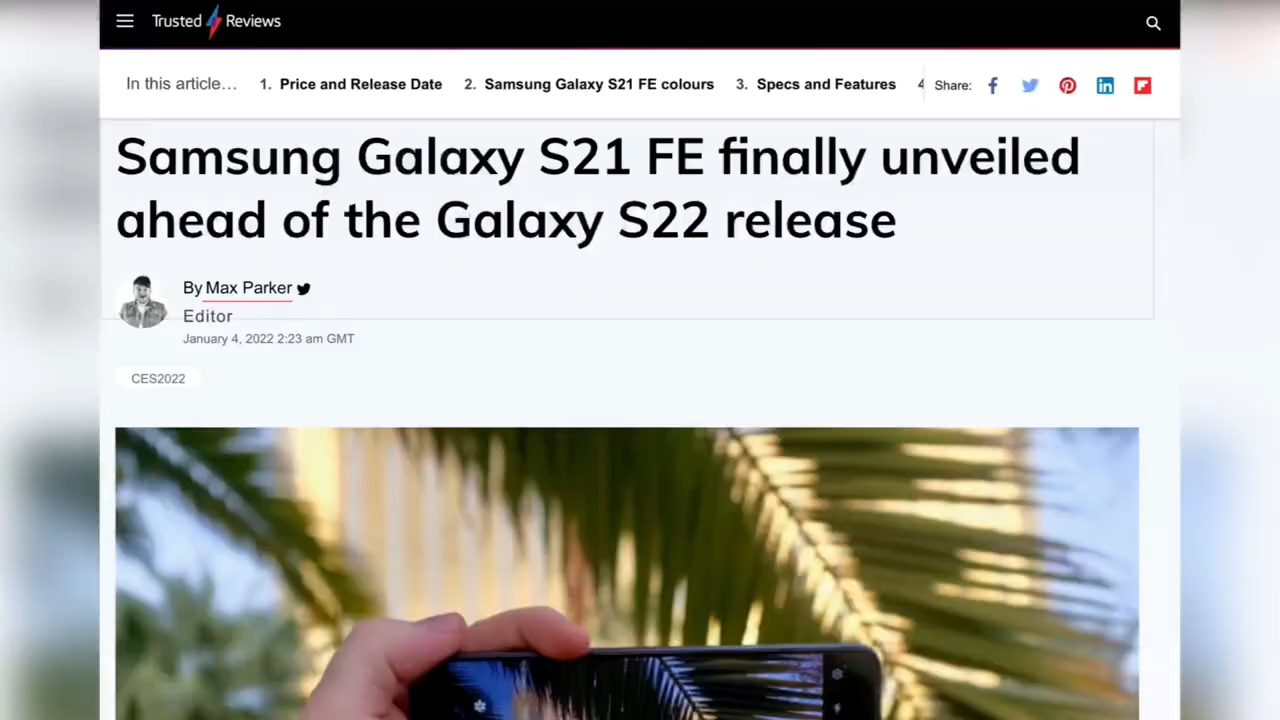 Trusted Reviews
In this article… 1. Price and Release Date 2. Samsung Galaxy S21 FE colours 3. Specs and Features 4 Share:
Samsung Galaxy S21 FE finally unveiled
ahead of the Galaxy S22 release
By Max Parker
Editor
January 4, 2022 2:23 am GMT
CES2022